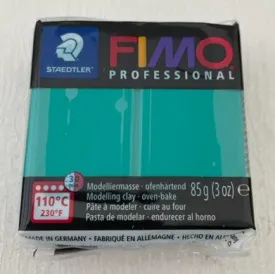 STAEDTLER
FIMO
PROFESSIONAL
30
110°C
230°F
Modelliermasse - ofenhärtend
Modelling clay - oven-bake
Pâte à modeler - cuire au four
Pasta de modelar - endurecer al horno
85 g (3 oz)
MADE IN GERMANY • FABRIQUÉ EN ALLEMAGNE • HECHO EN ALE